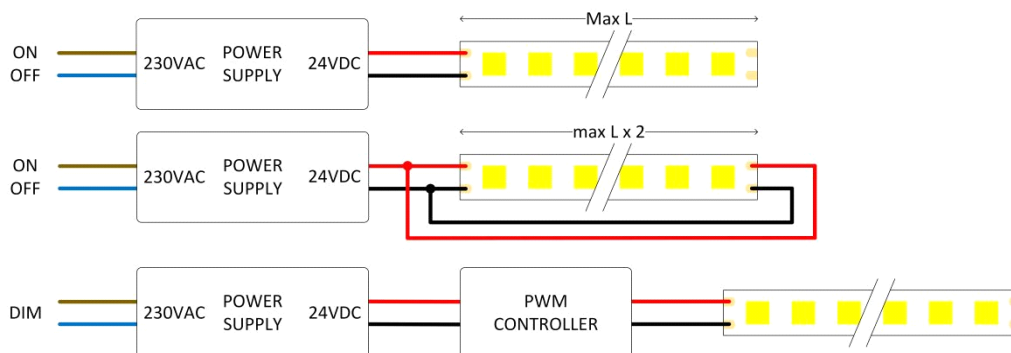 Max L
ON
OFF
230VAC
POWER
SUPPLY
24VDC
max L x 2
ON
OFF
230VAC
POWER
SUPPLY
24VDC
DIM
230VAC
POWER
SUPPLY
24VDC
PWM
CONTROLLER